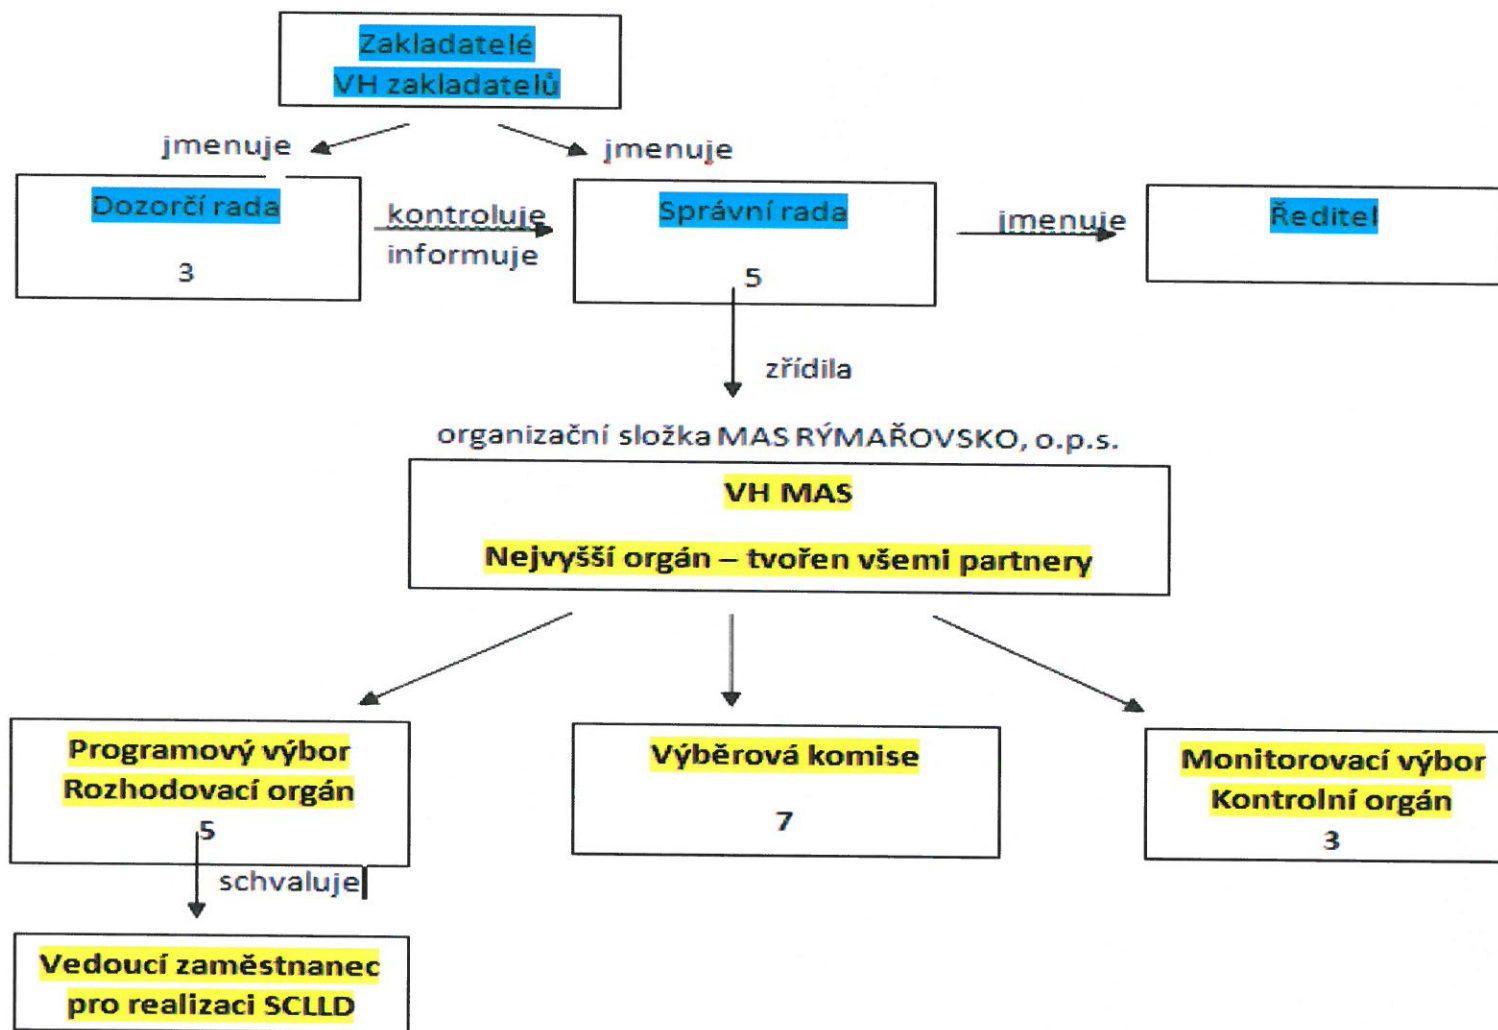 Zakladatelé
VH zakladatelů
jmenuje
jmenuje
Dozorčí rada
3
kontroluje
informuje
Správní rada
5
jmenuje
Ředitel
zřídila
organizační složka MAS RÝMAŘOVSKO, o.p.s.
VH MAS
Nejvyšší orgán – tvořen všemi partnery
Programový výbor
Rozhodovací orgán
5
Výběrová komise
7
Monitorovací výbor
Kontrolní orgán
3
schvaluje
Vedoucí zaměstnanec
pro realizaci SCLLD